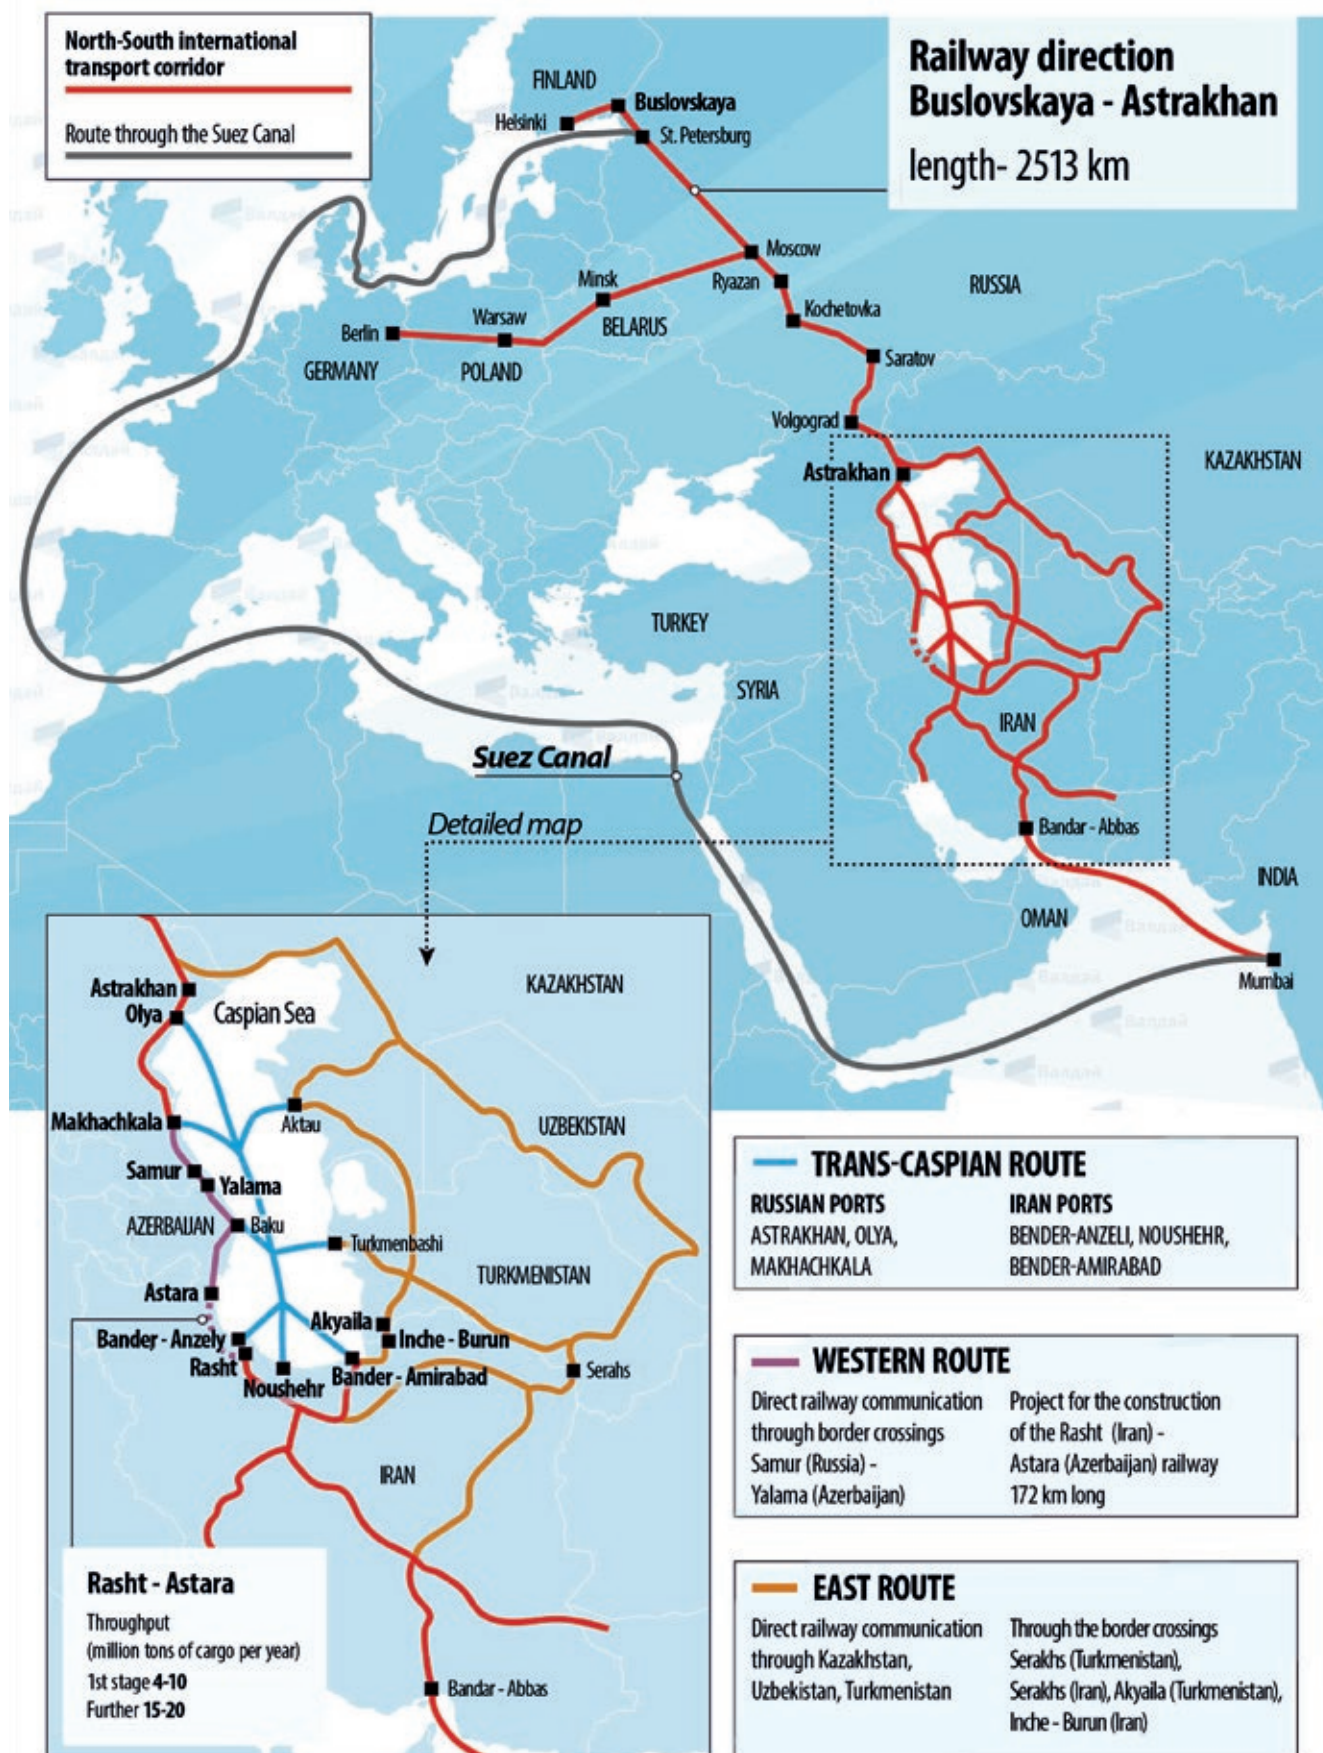 North-South international
transport corridor
Route through the Suez Canal
Railway direction
Buslovskaya - Astrakhan
length- 2513 km
FINLAND
Helsinki
Buslovskaya
St. Petersburg
Moscow
Ryazan
RUSSIA
Minsk
Kochetovka
BELARUS
Warsaw
Berlin
GERMANY
POLAND
Saratov
Volgograd
Astrakhan
KAZAKHSTAN
TURKEY
SYRIA
IRAN
Suez Canal
Detailed map
Bandar - Abbas
INDIA
OMAN
Mumbai
Astrakhan
Olya
Caspian Sea
KAZAKHSTAN
Makhachkala
Aktau
UZBEKISTAN
Samur
Yalama
AZERBAIJAN
Baku
Turkmenbashi
TURKMENISTAN
Astara
Akyaila
Bander - Anzely
Inche - Burun
Rasht
Noushehr
Bander - Amirabad
Serahs
IRAN
Rasht - Astara
Throughput
(million tons of cargo per year)
1st stage 4-10
Further 15-20
Bandar - Abbas
TRANS-CASPIAN ROUTE
RUSSIAN PORTS
ASTRAKHAN, OLYA,
MAKHACHKALA
IRAN PORTS
BENDER-ANZELI, NOUSHEHR,
BENDER-AMIRABAD
WESTERN ROUTE
Direct railway communication
through border crossings
Samur (Russia) -
Yalama (Azerbaijan)
Project for the construction
of the Rasht (Iran) -
Astara (Azerbaijan) railway
172 km long
EAST ROUTE
Direct railway communication
through Kazakhstan,
Uzbekistan, Turkmenistan
Through the border crossings
Serakhs (Turkmenistan),
Serakhs (Iran), Akyaila (Turkmenistan),
Inche - Burun (Iran)